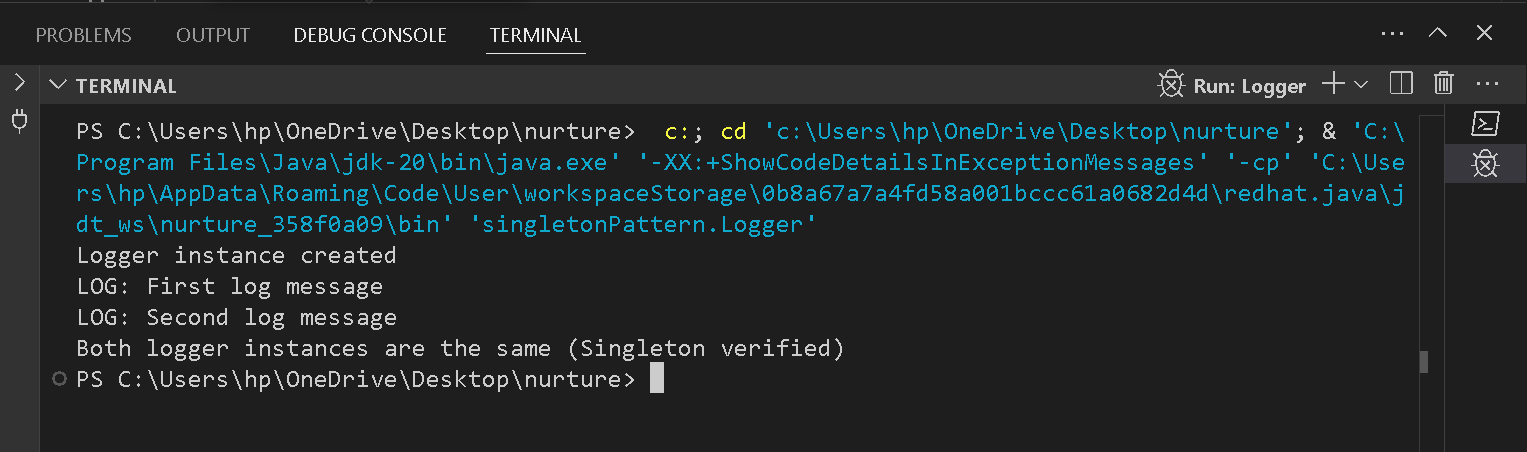 PROBLEMS OUTPUT DEBUG CONSOLE TERMINAL
TERMINAL Run: Logger
PS C:\Users\hp\OneDrive\Desktop\nurture>  c:; cd 'c:\Users\hp\OneDrive\Desktop\nurture'; & 'C:\
Program Files\Java\jdk-20\bin\java.exe' '-XX:+ShowCodeDetailsInExceptionMessages' '-cp' 'C:\Use
rs\hp\AppData\Roaming\Code\User\workspaceStorage\0b8a67a7a4fd58a001bccc61a0682d4d\redhat.java\j
dt_ws\nurture_358f0a09\bin' 'singletonPattern.Logger'
Logger instance created
LOG: First log message
LOG: Second log message
Both logger instances are the same (Singleton verified)
PS C:\Users\hp\OneDrive\Desktop\nurture>